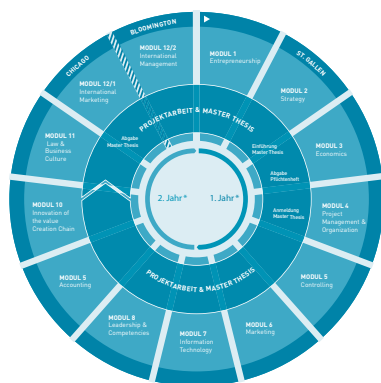 BLOOMINGTON
CHICAGO
ST. GALLEN
MODUL 1
Entrepreneurship
MODUL 2
Strategy
MODUL 3
Economics
MODUL 4
Project
Management &
Organization
MODUL 5
Controlling
MODUL 6
Marketing
MODUL 7
Information
Technology
MODUL 8
Leadership &
Competencies
MODUL 5
Accounting
MODUL 10
Innovation of
the value
Creation Chain
MODUL 11
Law &
Business
Culture
MODUL 12/1
International
Marketing
MODUL 12/2
International
Management
PROJEKTARBEIT & MASTER THESIS
Abgabe
Master Thesis
Einführung
Master Thesis
Abgabe
Pflichtenheft
Anmeldung
Master Thesis
2. Jahr*
1. Jahr*
PROJEKTARBEIT & MASTER THESIS